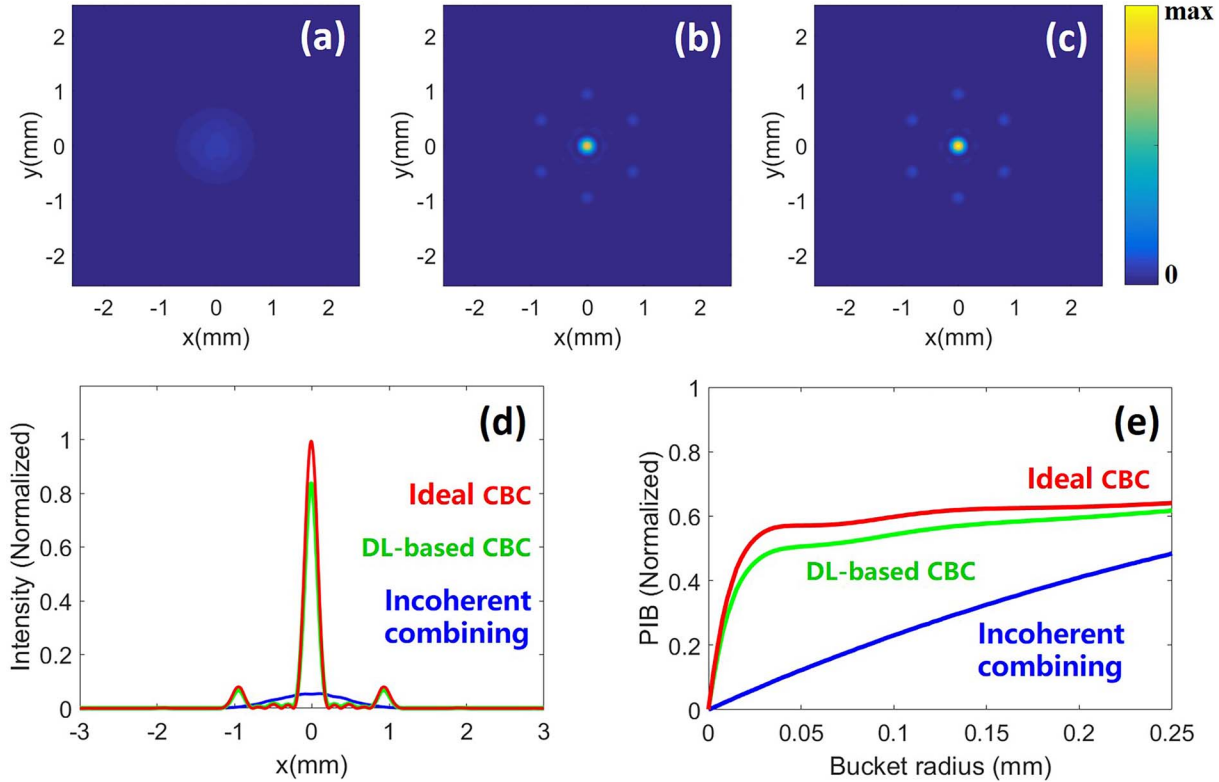 (a)
2
1
0
-1
-2
y(mm)
-2 -1 0 1 2
x(mm)
(b)
2
1
0
-1
-2
y(mm)
-2 -1 0 1 2
x(mm)
(c)
2
1
0
-1
-2
y(mm)
-2 -1 0 1 2
x(mm)
max
0
(d)
1
0.8
0.6
0.4
0.2
0
Intensity (Normalized)
Ideal CBC
DL-based CBC
Incoherent
combining
-3 -2 -1 0 1 2 3
x(mm)
(e)
1
0.8
0.6
0.4
0.2
0
PIB (Normalized)
Ideal CBC
DL-based CBC
Incoherent
combining
0 0.05 0.1 0.15 0.2 0.25
Bucket radius (mm)